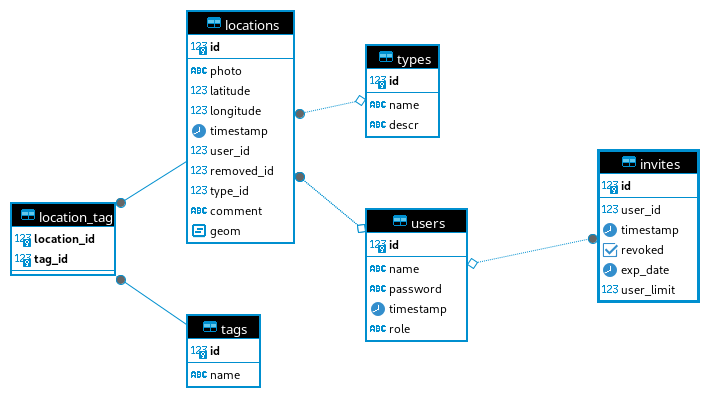 locations
123 id
ABC photo
123 latitude
123 longitude
timestamp
123 user_id
123 removed_id
123 type_id
ABC comment
geom
types
123 id
ABC name
ABC descr
location_tag
123 location_id
123 tag_id
users
123 id
ABC name
ABC password
timestamp
ABC role
invites
123 id
123 user_id
timestamp
revoked
exp_date
123 user_limit
tags
123 id
ABC name